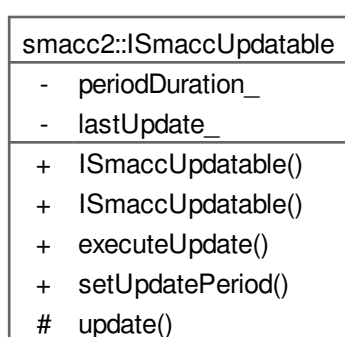 smacc2::ISmaccUpdatable
- periodDuration_
- lastUpdate_
+ ISmaccUpdatable()
+ ISmaccUpdatable()
+ executeUpdate()
+ setUpdatePeriod()
# update()